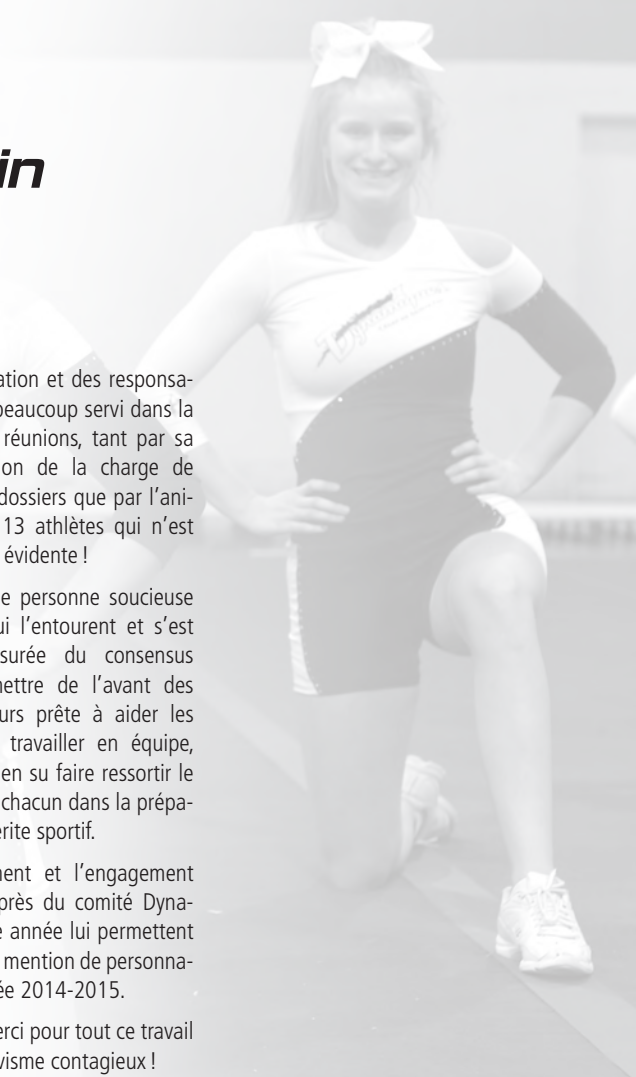 in
ation et des responsa-
beaucoup servi dans la
réunions, tant par sa
on de la charge de
dossiers que par l'ani-
13 athlètes qui n'est
évidente !
e personne soucieuse
ui l'entourent et s'est
surée du consensus
nettre de l'avant des
urs prête à aider les
travailler en équipe,
en su faire ressortir le
chacun dans la prépa-
érite sportif.
nent et l'engagement
près du comité Dyna-
e année lui permettent
mention de personna-
ée 2014-2015.
erci pour tout ce travail
visme contagieux !